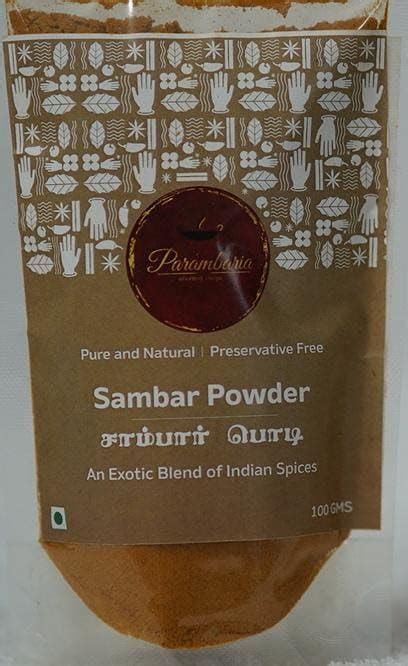 Parambaria
Pure and Natural | Preservative Free
Sambar Powder
சாம்பார் பொடி
An Exotic Blend of Indian Spices
100 GMS